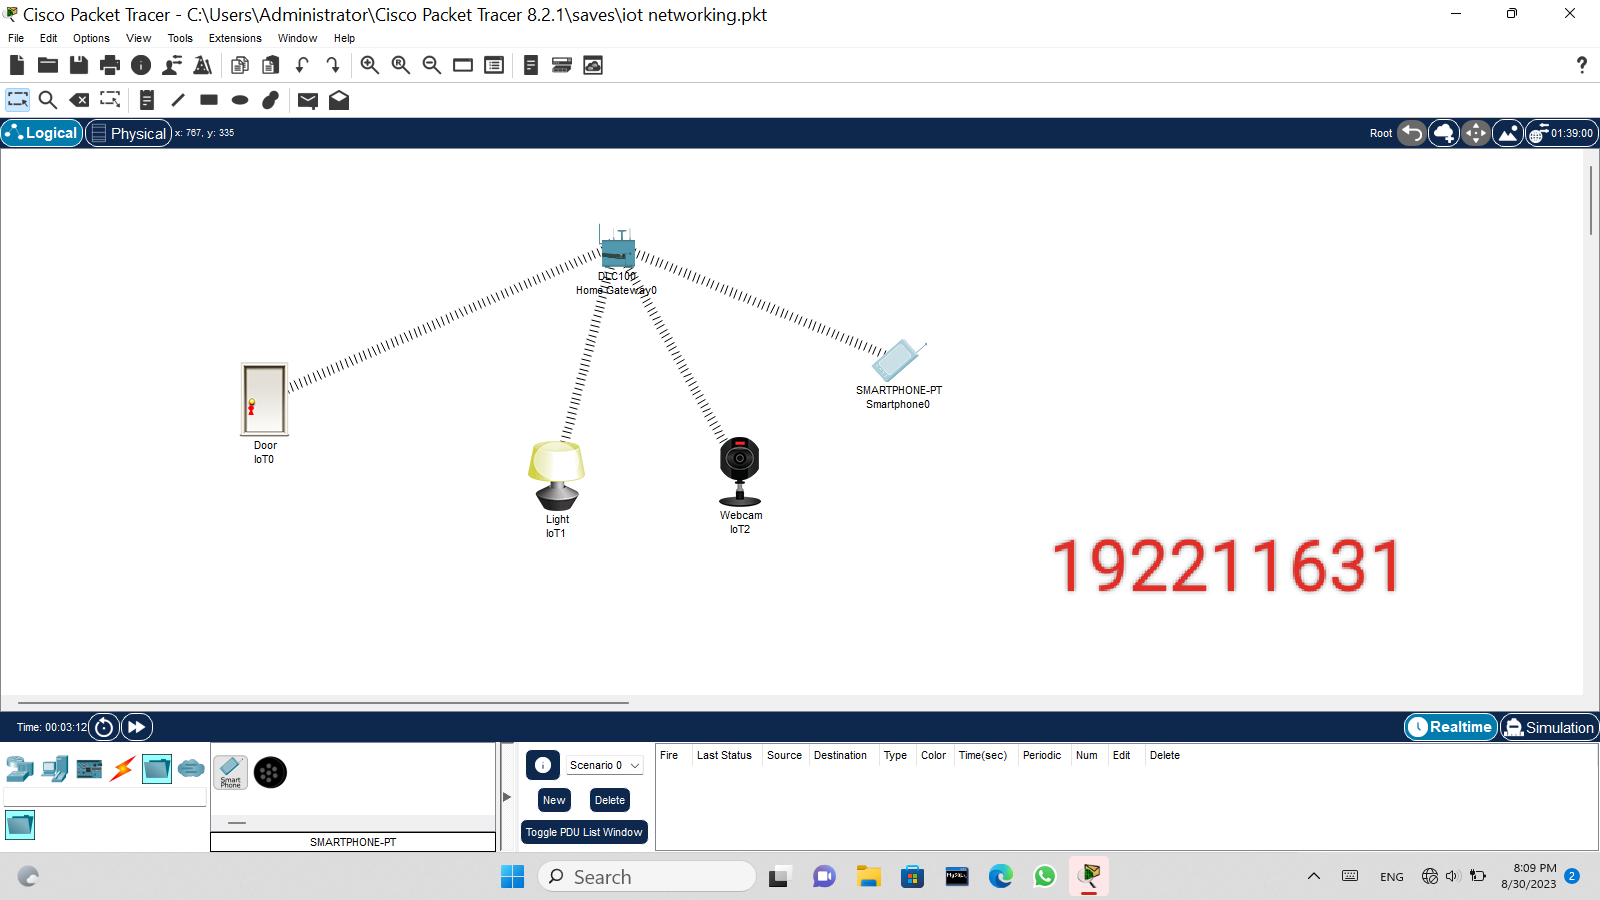 Cisco Packet Tracer - C:\Users\Administrator\Cisco Packet Tracer 8.2.1\saves\iot networking.pkt
File Edit Options View Tools Extensions Window Help
?
Logical Physical x: 767, y: 335 Root 01:39:00
DLC100
Home Gateway0
SMARTPHONE-PT
Smartphone0
Door
IoT0
Light
IoT1
Webcam
IoT2
192211631
Time: 00:03:12 Realtime Simulation
Smart
Phone
SMARTPHONE-PT
Scenario 0
New Delete
Toggle PDU List Window
Fire Last Status Source Destination Type Color Time(sec) Periodic Num Edit Delete
Search
MySQL
ENG
8:09 PM
8/30/2023
2